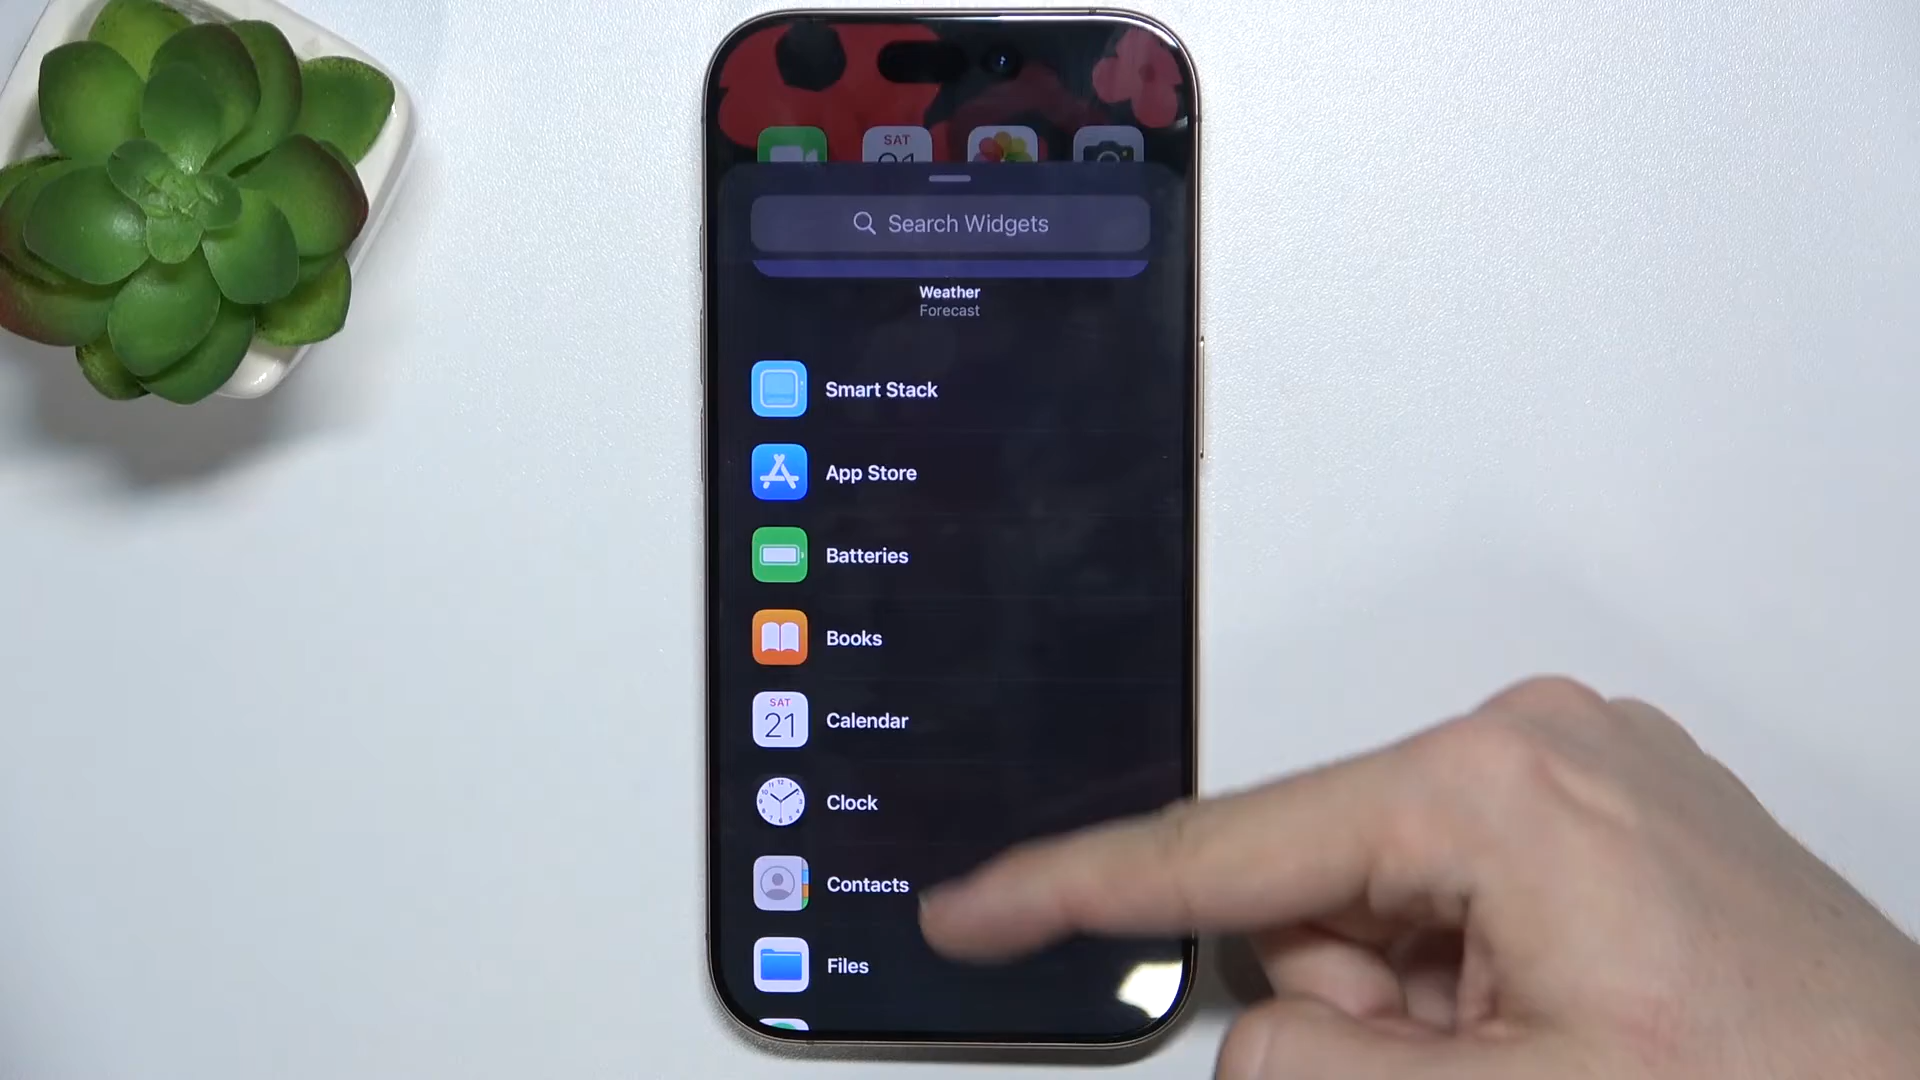 SAT
Search Widgets
Weather
Forecast
Smart Stack
App Store
Batteries
Books
SAT
21
Calendar
Clock
Contacts
Files